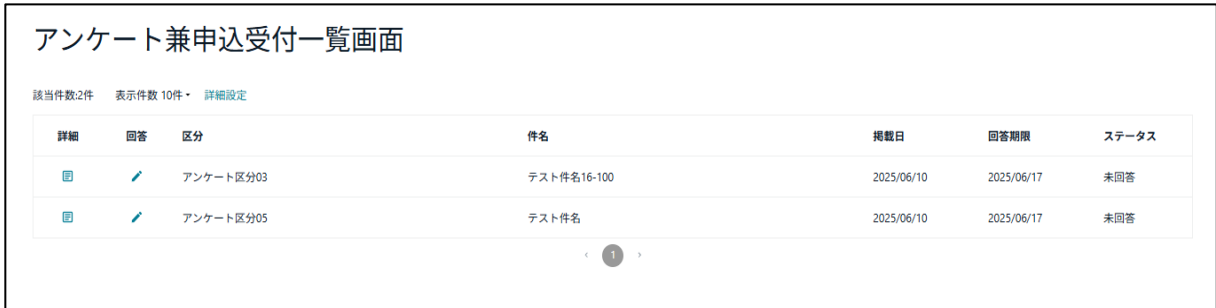 アンケート兼申込受付一覧画面
該当件数:2件 表示件数 10件 詳細設定
詳細 回答 区分 件名 掲載日 回答期限 ステータス
アンケート区分03 テスト件名16-100 2025/06/10 2025/06/17 未回答
アンケート区分05 テスト件名 2025/06/10 2025/06/17 未回答
‹ 1 ›